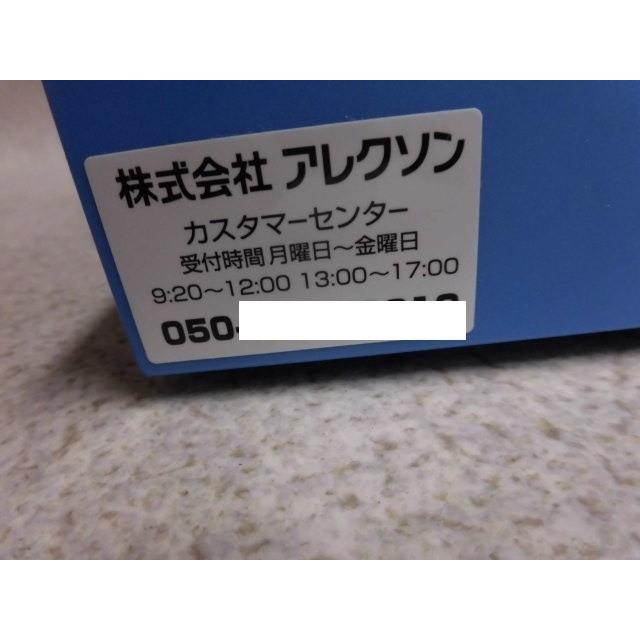 株式会社 アレクソン
カスタマーセンター
受付時間 月曜日～金曜日
9:20～12:00 13:00～17:00
050-